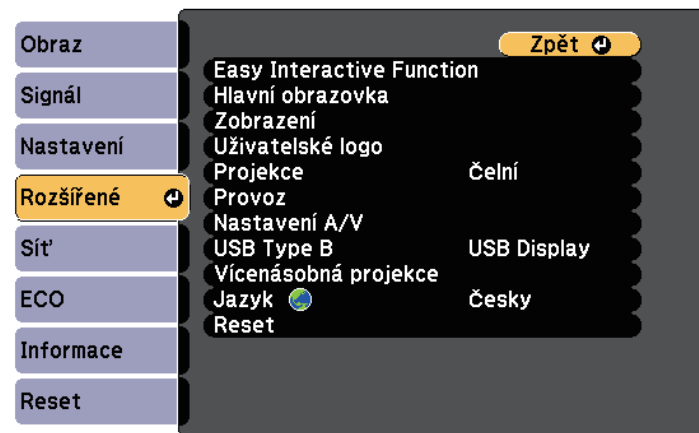 Obraz
Signál
Nastavení
Rozšířené
Síť
ECO
Informace
Reset
Zpět
Easy Interactive Function
Hlavní obrazovka
Zobrazení
Uživatelské logo
Projekce Čelní
Provoz
Nastavení A/V
USB Type B USB Display
Vícenásobná projekce
Jazyk Česky
Reset